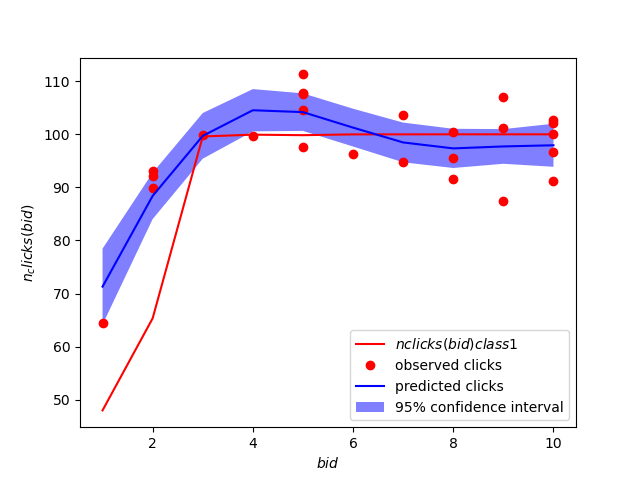 110
100
90
80
70
60
50
n_clicks(bid)
2
4
6
8
10
bid
nclicks(bid)class1
observed clicks
predicted clicks
95% confidence interval